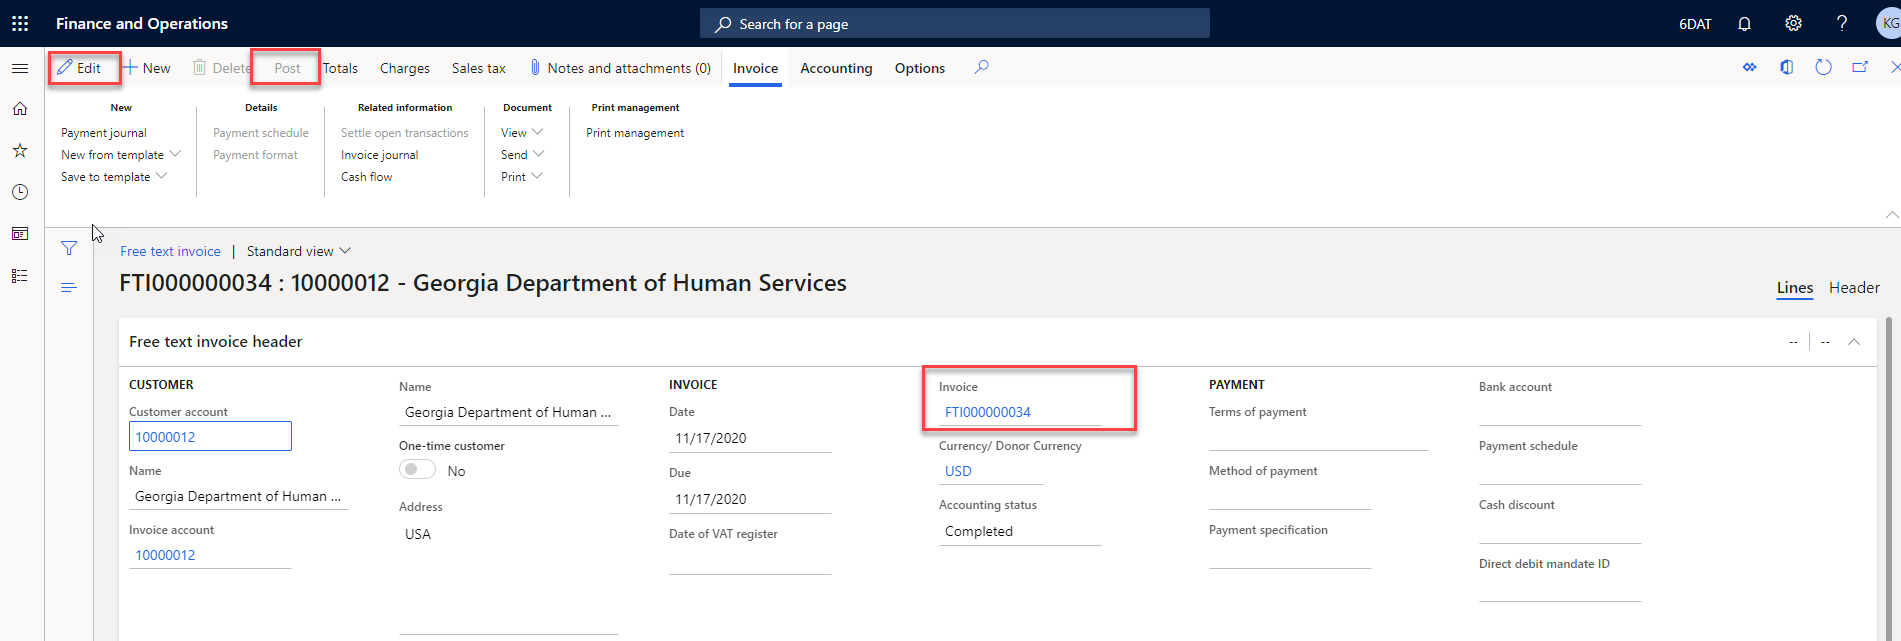 Finance and Operations
Search for a page
6DAT
KG
Edit
New
Delete
Post
Totals
Charges
Sales tax
Notes and attachments (0)
Invoice
Accounting
Options
New
Payment journal
New from template
Save to template
Details
Payment schedule
Payment format
Related information
Settle open transactions
Invoice journal
Cash flow
Document
View
Send
Print
Print management
Print management
Free text invoice | Standard view
FTI000000034 : 10000012 - Georgia Department of Human Services
Lines
Header
Free text invoice header
-- | --
CUSTOMER
Customer account
10000012
Name
Georgia Department of Human ...
Invoice account
10000012
Name
Georgia Department of Human ...
One-time customer
No
Address
USA
INVOICE
Date
11/17/2020
Due
11/17/2020
Date of VAT register
Invoice
FTI000000034
Currency/ Donor Currency
USD
Accounting status
Completed
PAYMENT
Terms of payment
Method of payment
Payment specification
Bank account
Payment schedule
Cash discount
Direct debit mandate ID